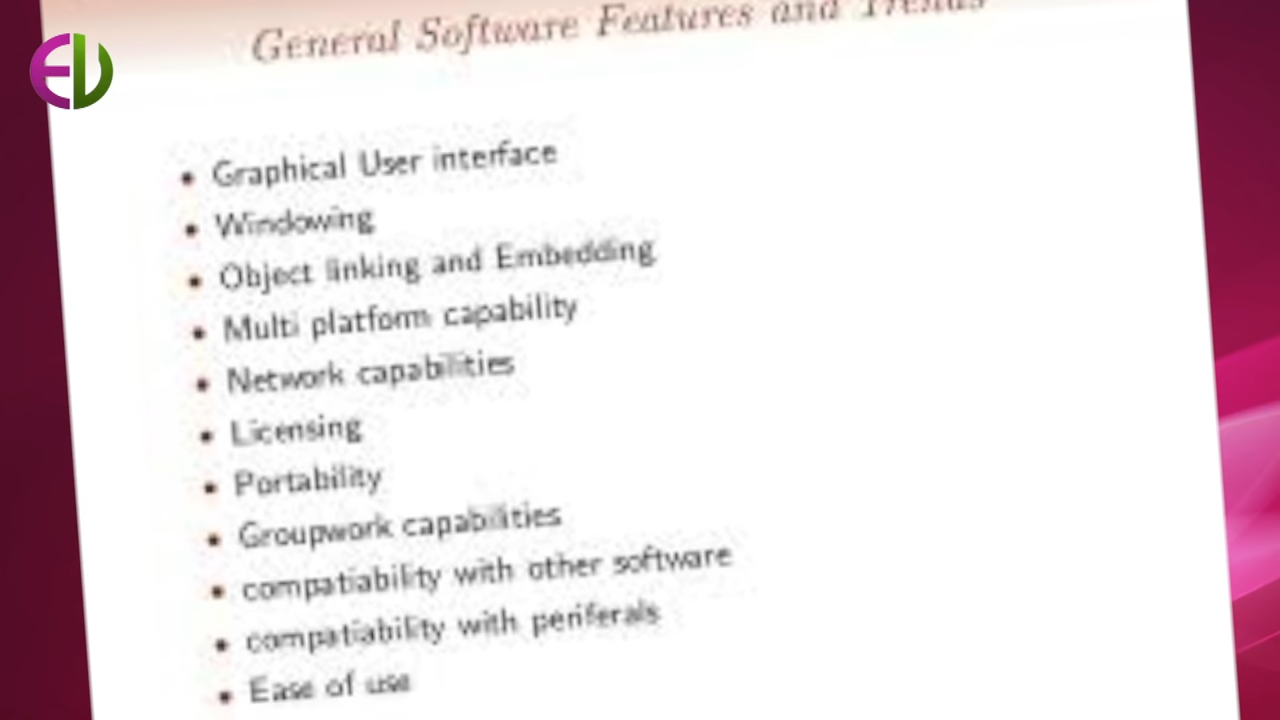 General Software Features and Trends
• Graphical User interface
• Windowing
• Object linking and Embedding
• Multi platform capability
• Network capabilities
• Licensing
• Portability
• Groupwork capabilities
• compatiability with other software
• compatiability with periferals
• Ease of use